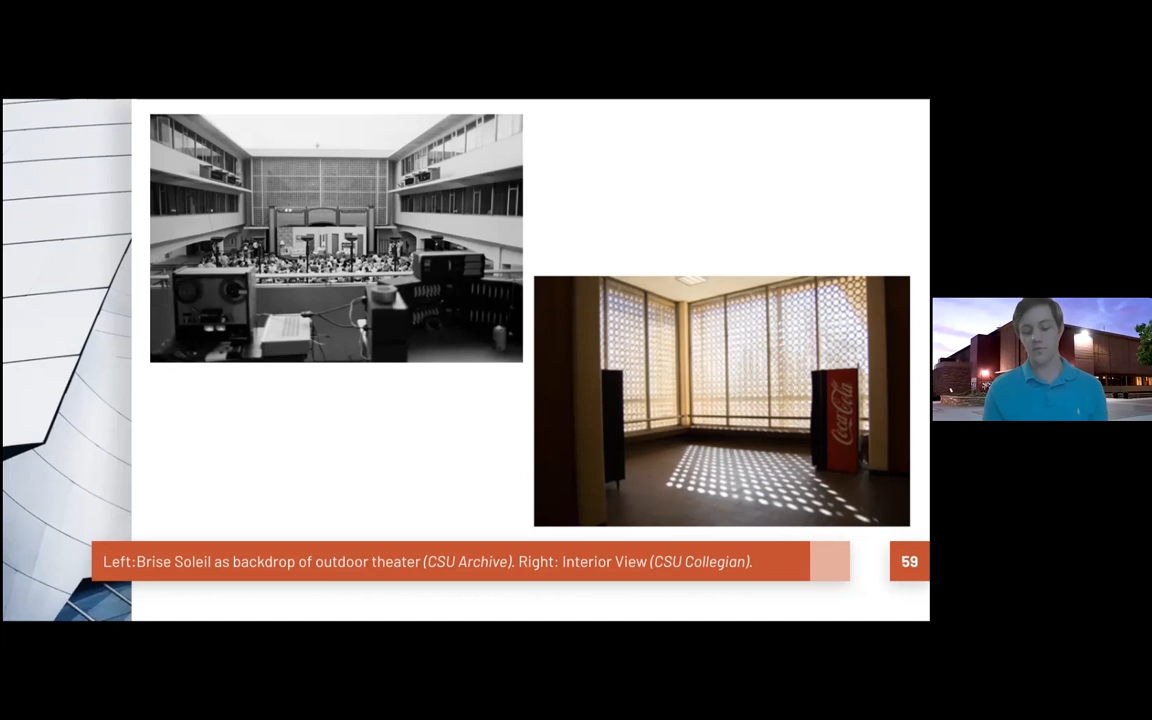 Coca-Cola
Left:Brise Soleil as backdrop of outdoor theater (CSU Archive). Right: Interior View (CSU Collegian).
59